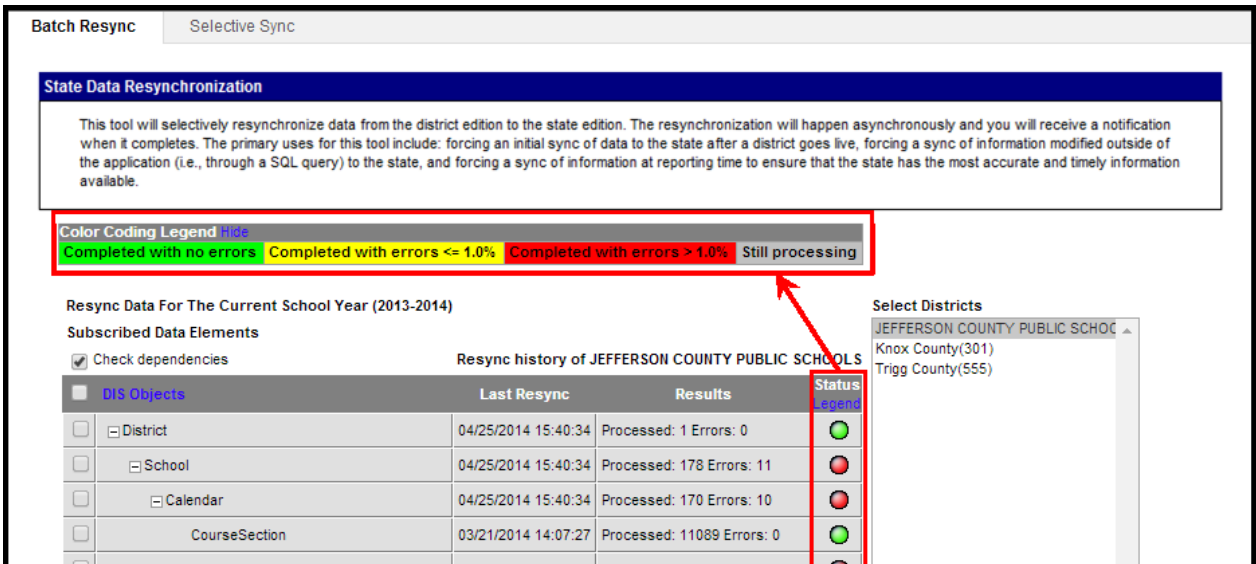 Batch Resync Selective Sync
State Data Resynchronization
This tool will selectively resynchronize data from the district edition to the state edition. The resynchronization will happen asynchronously and you will receive a notification
when it completes. The primary uses for this tool include: forcing an initial sync of data to the state after a district goes live, forcing a sync of information modified outside of
the application (i.e., through a SQL query) to the state, and forcing a sync of information at reporting time to ensure that the state has the most accurate and timely information
available.
Color Coding Legend Hide
Completed with no errors Completed with errors <= 1.0% Completed with errors > 1.0% Still processing
Resync Data For The Current School Year (2013-2014)
Subscribed Data Elements
Check dependencies Resync history of JEFFERSON COUNTY PUBLIC SCHOOLS
DIS Objects Last Resync Results Status
Legend
District 04/25/2014 15:40:34 Processed: 1 Errors: 0
School 04/25/2014 15:40:34 Processed: 178 Errors: 11
Calendar 04/25/2014 15:40:34 Processed: 170 Errors: 10
CourseSection 03/21/2014 14:07:27 Processed: 11089 Errors: 0
Select Districts
JEFFERSON COUNTY PUBLIC SCHOC
Knox County(301)
Trigg County(555)